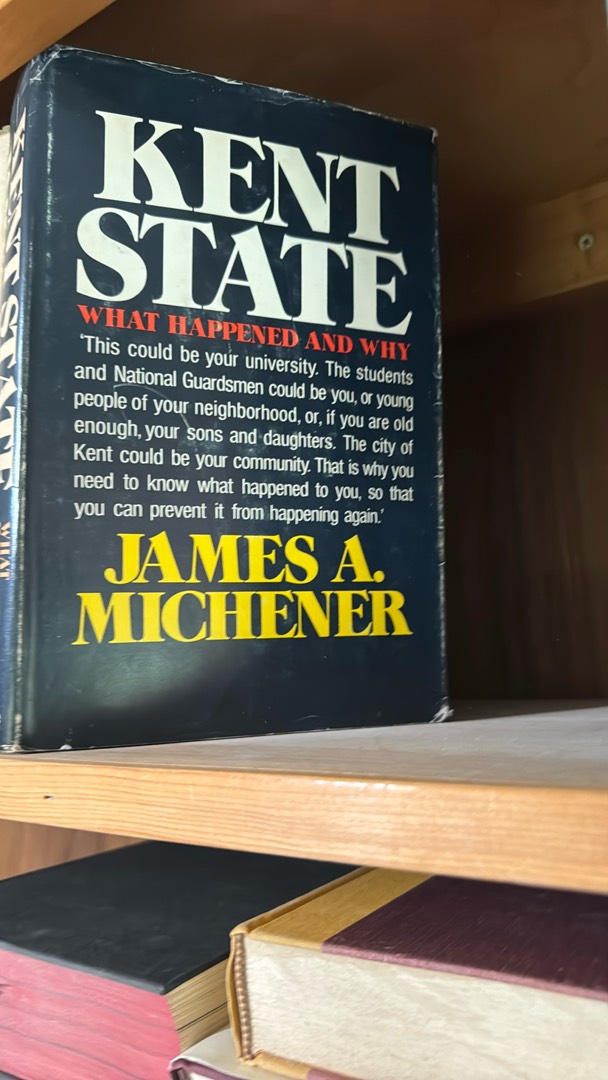 KENT
STATE
WHAT HAPPENED AND WHY
'This could be your university. The students
and National Guardsmen could be you, or young
people of your neighborhood, or, if you are old
enough, your sons and daughters. The city of
Kent could be your community. That is why you
need to know what happened to you, so that
you can prevent it from happening again.'
JAMES A.
MICHENER
KENT STATE
WHAT